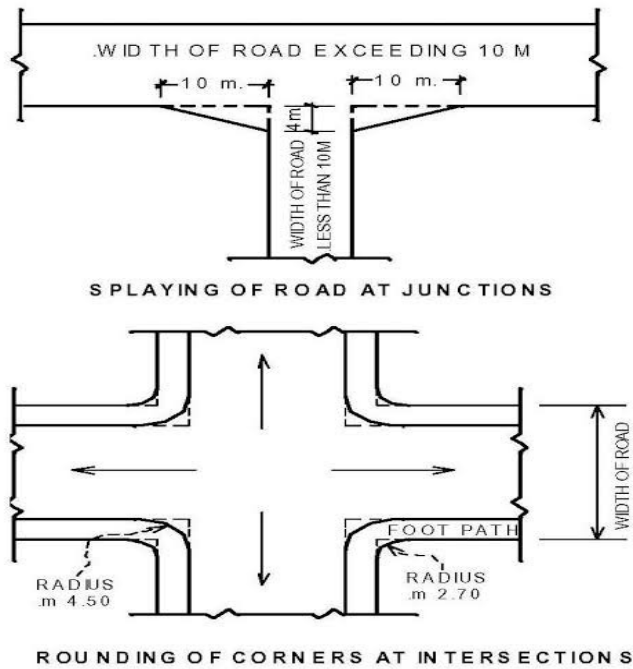 .WIDTH OF ROAD EXCEEDING 10 M
10 m.
10 m.
4m
WIDTH OF ROAD
.LESS THAN 10M
SPLAYING OF ROAD AT JUNCTIONS
WIDTH OF ROAD
FOOT PATH
RADIUS
.m 4.50
RADIUS
.m 2.70
ROUNDING OF CORNERS AT INTERSECTIONS